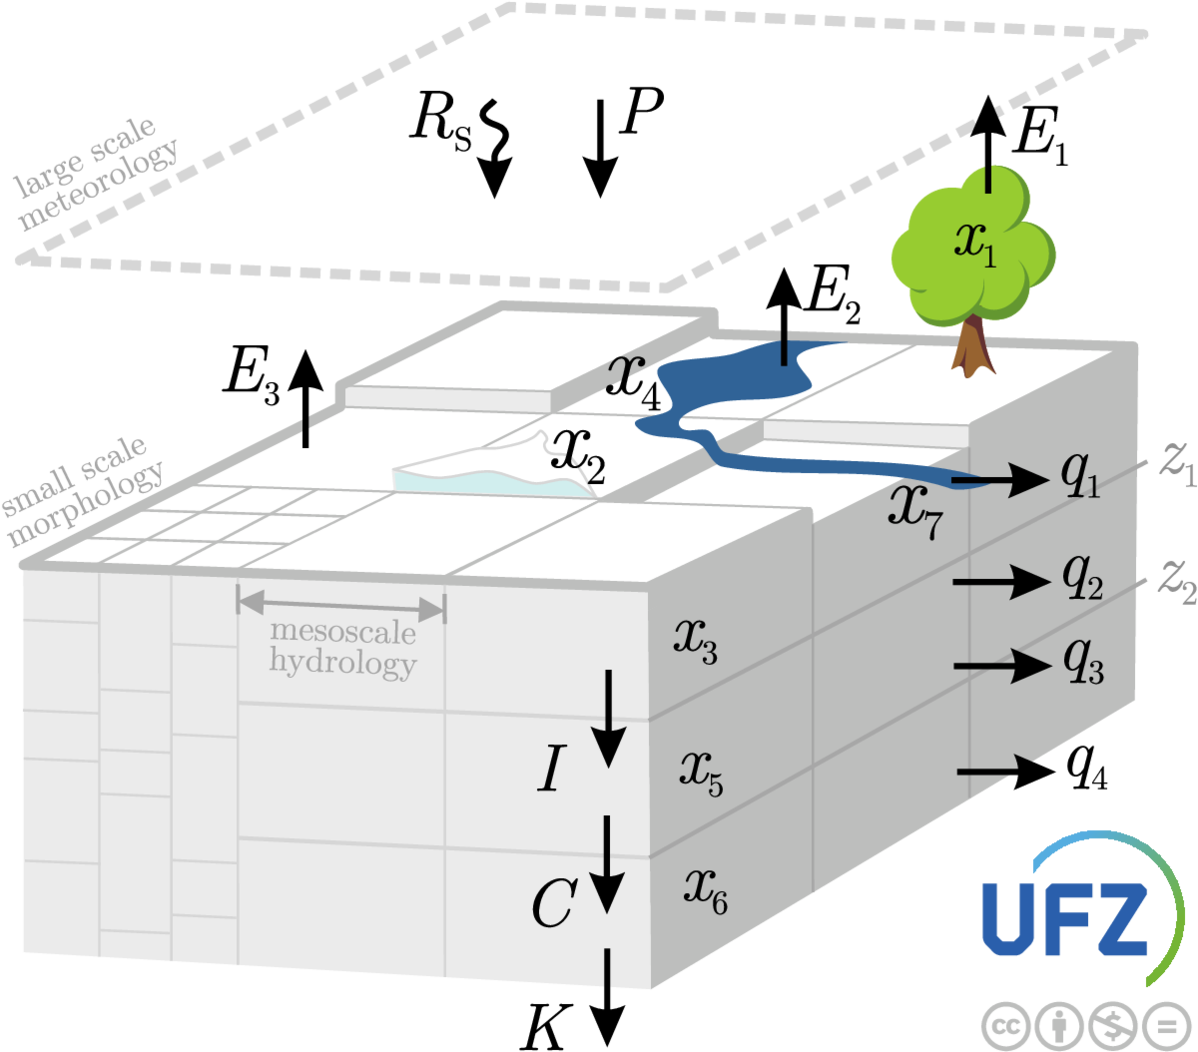 R_S
P
E_1
large scale
meteorology
x_1
E_2
E_3
x_4
x_2
small scale
morphology
q_1
z_1
x_7
q_2
z_2
mesoscale
hydrology
x_3
q_3
I
x_5
q_4
C
x_6
UFZ
K
cc
$
=